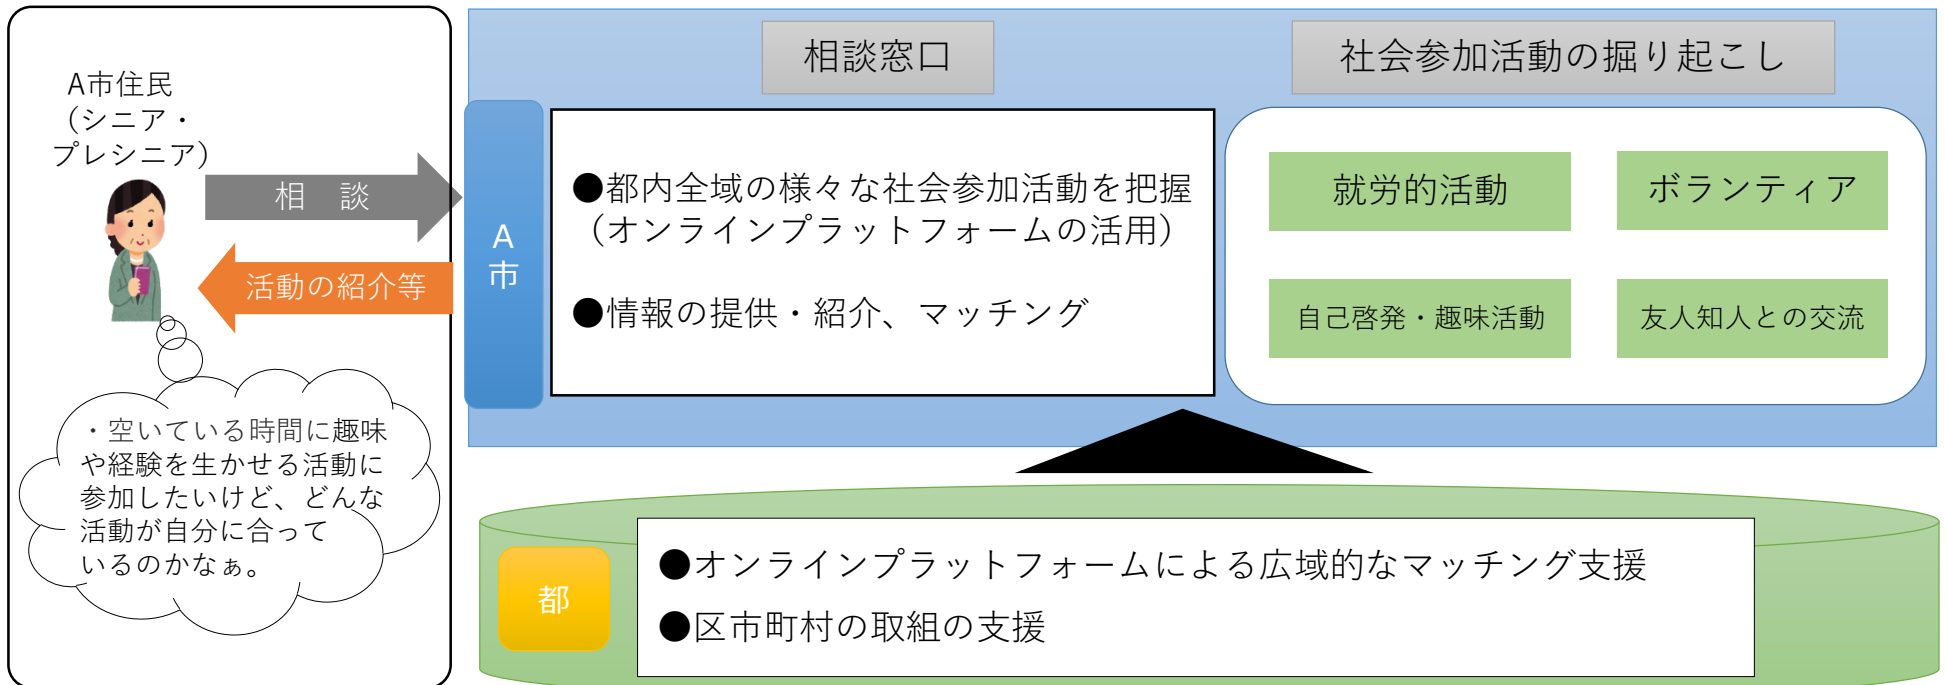 A市住民
（シニア・
プレシニア）
相　談
活動の紹介等
・空いている時間に趣味
や経験を生かせる活動に
参加したいけど、どんな
活動が自分に合って
いるのかなぁ。
相談窓口
社会参加活動の掘り起こし
A
市
●都内全域の様々な社会参加活動を把握
（オンラインプラットフォームの活用）
●情報の提供・紹介、マッチング
就労的活動
ボランティア
自己啓発・趣味活動
友人知人との交流
都
●オンラインプラットフォームによる広域的なマッチング支援
●区市町村の取組の支援